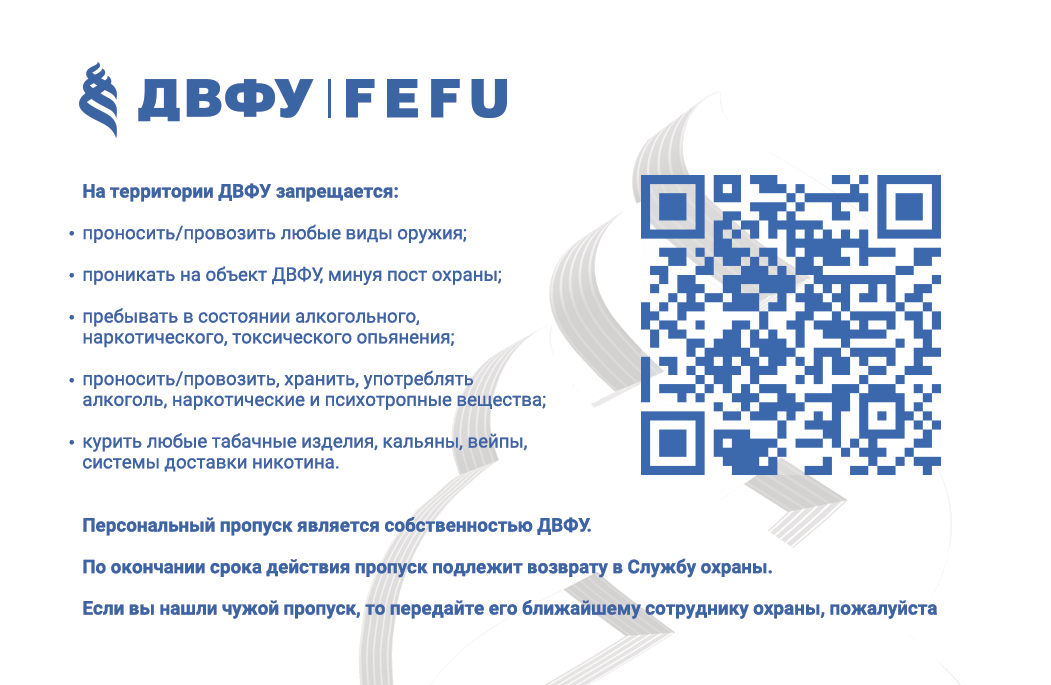 ДВФУ | FEFU
На территории ДВФУ запрещается:
• проносить/провозить любые виды оружия;
• проникать на объект ДВФУ, минуя пост охраны;
• пребывать в состоянии алкогольного,
наркотического, токсического опьянения;
• проносить/провозить, хранить, употреблять
алкоголь, наркотические и психотропные вещества;
• курить любые табачные изделия, кальяны, вейпы,
системы доставки никотина.
Персональный пропуск является собственностью ДВФУ.
По окончании срока действия пропуск подлежит возврату в Службу охраны.
Если вы нашли чужой пропуск, то передайте его ближайшему сотруднику охраны, пожалуйста